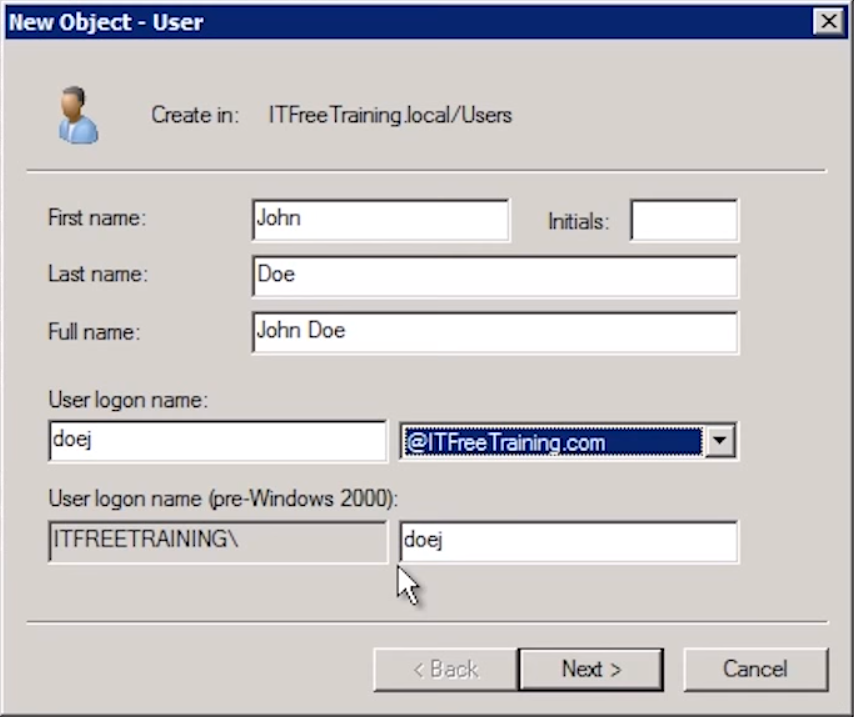 New Object - User
Create in: ITFreeTraining.local/Users
First name: John Initials:
Last name: Doe
Full name: John Doe
User logon name:
doej @ITFreeTraining.com
User logon name (pre-Windows 2000):
ITFREETRAINING\ doej
< Back Next > Cancel